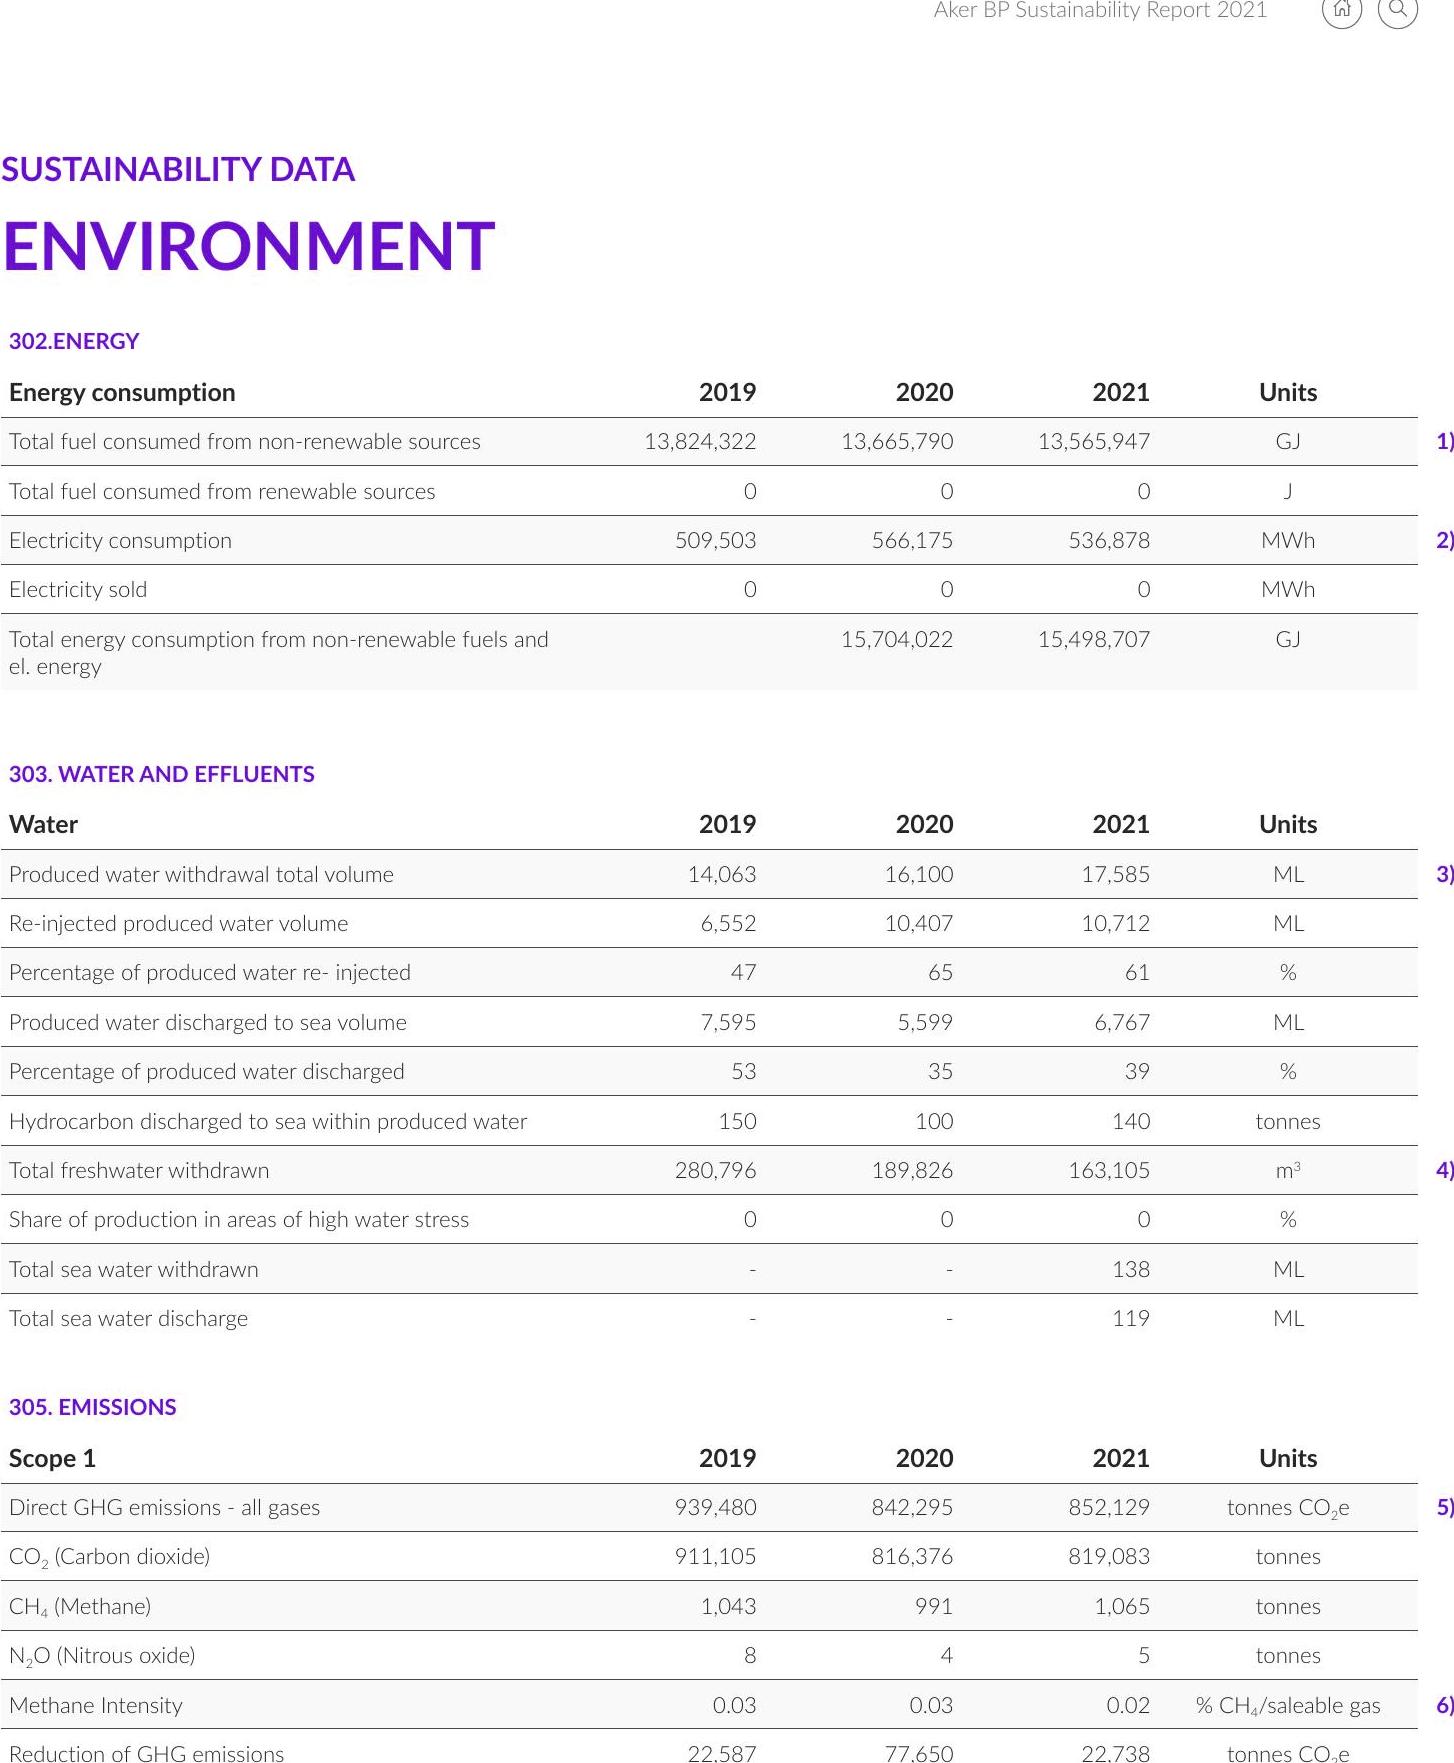 Aker BP Sustainability Report 2021
SUSTAINABILITY DATA
ENVIRONMENT
302.ENERGY
Energy consumption 2019 2020 2021 Units
Total fuel consumed from non-renewable sources 13,824,322 13,665,790 13,565,947 GJ 1)
Total fuel consumed from renewable sources 0 0 0 J
Electricity consumption 509,503 566,175 536,878 MWh 2)
Electricity sold 0 0 0 MWh
Total energy consumption from non-renewable fuels and 15,704,022 15,498,707 GJ
el. energy
303. WATER AND EFFLUENTS
Water 2019 2020 2021 Units
Produced water withdrawal total volume 14,063 16,100 17,585 ML 3)
Re-injected produced water volume 6,552 10,407 10,712 ML
Percentage of produced water re- injected 47 65 61 %
Produced water discharged to sea volume 7,595 5,599 6,767 ML
Percentage of produced water discharged 53 35 39 %
Hydrocarbon discharged to sea within produced water 150 100 140 tonnes
Total freshwater withdrawn 280,796 189,826 163,105 m³ 4)
Share of production in areas of high water stress 0 0 0 %
Total sea water withdrawn - - 138 ML
Total sea water discharge - - 119 ML
305. EMISSIONS
Scope 1 2019 2020 2021 Units
Direct GHG emissions - all gases 939,480 842,295 852,129 tonnes CO₂e 5)
CO₂ (Carbon dioxide) 911,105 816,376 819,083 tonnes
CH₄ (Methane) 1,043 991 1,065 tonnes
N₂O (Nitrous oxide) 8 4 5 tonnes
Methane Intensity 0.03 0.03 0.02 % CH₄/saleable gas 6)
Reduction of GHG emissions 22,587 77,650 22,738 tonnes CO₂e